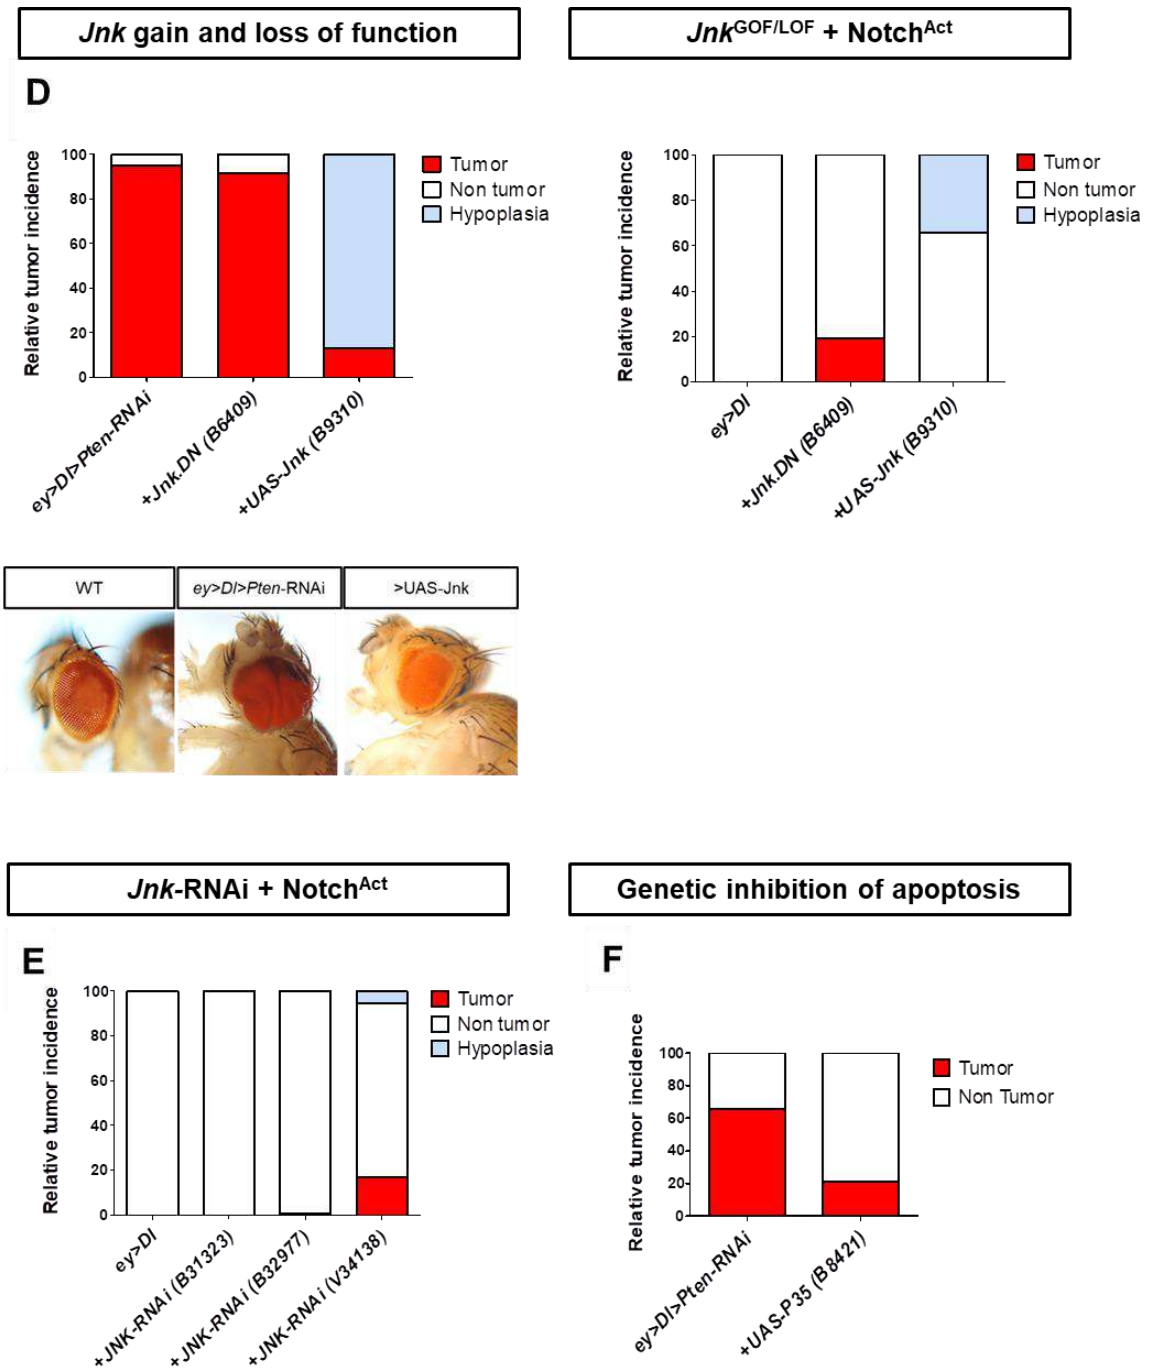 Jnk gain and loss of function
JnkGOF/LOF + NotchAct
D
Relative tumor incidence
100
80
60
40
20
0
Tumor
Non tumor
Hypoplasia
ey>Dl>Pten-RNAi
+Jnk.DN (B6409)
+UAS-Jnk (B9310)
Relative tumor incidence
100
80
60
40
20
0
Tumor
Non tumor
Hypoplasia
ey>Dl
+Jnk.DN (B6409)
+UAS-Jnk (B9310)
WT
ey>Dl>Pten-RNAi
>UAS-Jnk
Jnk-RNAi + NotchAct
Genetic inhibition of apoptosis
E
Relative tumor incidence
100
80
60
40
20
0
Tumor
Non tumor
Hypoplasia
ey>Dl
+JNK-RNAi (B31323)
+JNK-RNAi (B32977)
+JNK-RNAi (V34138)
F
Relative tumor incidence
100
80
60
40
20
0
Tumor
Non Tumor
ey>Dl>Pten-RNAi
+UAS-P35 (B8421)